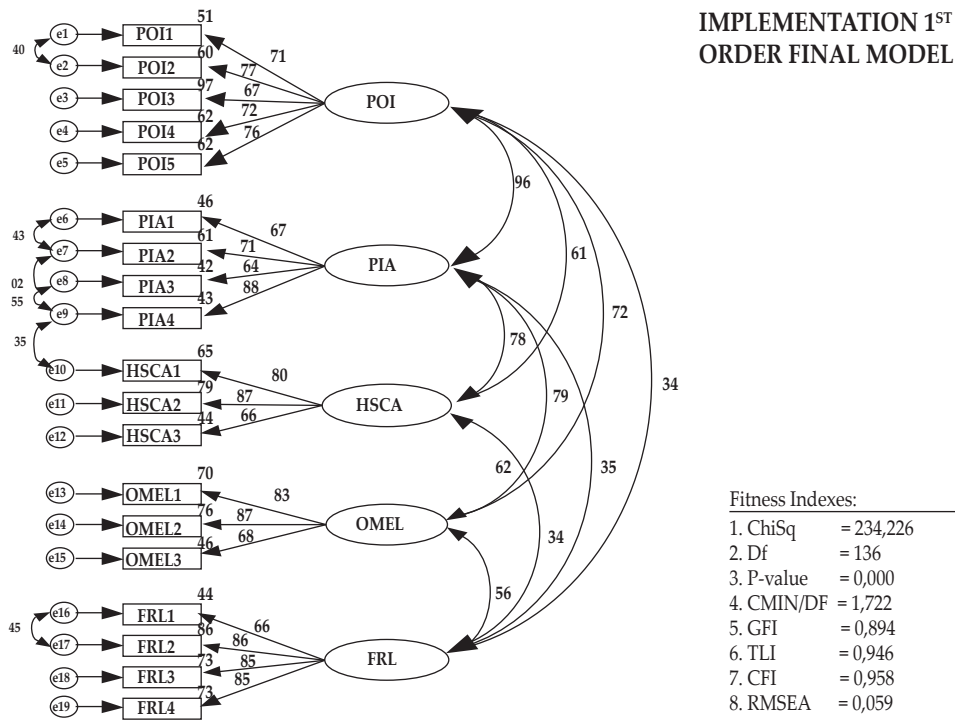 IMPLEMENTATION 1ST
ORDER FINAL MODEL
51
e1 POI1
71
40
60
e2 POI2
77
97
e3 POI3
67
POI
62
e4 POI4
72
62
e5 POI5
76
96
46
e6 PIA1
67
43
61
e7 PIA2
71
PIA
61
42
e8 PIA3
64
02
55
43
e9 PIA4
88
72
35
78
65
e10 HSCA1
80
34
79
e11 HSCA2
87
HSCA
79
44
e12 HSCA3
66
62
35
70
e13 OMEL1
83
76
e14 OMEL2
87
OMEL
46
e15 OMEL3
68
34
56
44
e16 FRL1
66
45
86
e17 FRL2
86
FRL
73
e18 FRL3
85
73
e19 FRL4
85
Fitness Indexes:
1. ChiSq = 234,226
2. Df = 136
3. P-value = 0,000
4. CMIN/DF = 1,722
5. GFI = 0,894
6. TLI = 0,946
7. CFI = 0,958
8. RMSEA = 0,059